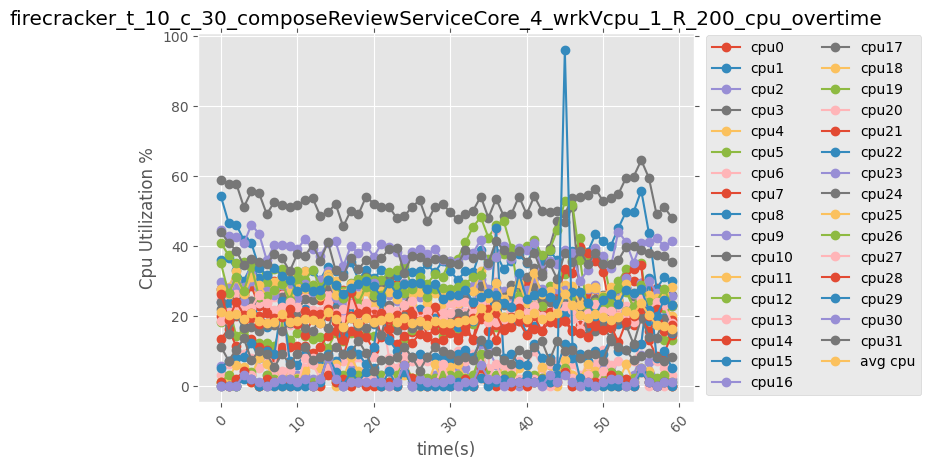 firecracker_t_10_c_30_composeReviewServiceCore_4_wrkVcpu_1_R_200_cpu_overtime
Cpu Utilization %
100
80
60
40
20
0
0
10
20
30
40
50
60
time(s)
cpu0
cpu1
cpu2
cpu3
cpu4
cpu5
cpu6
cpu7
cpu8
cpu9
cpu10
cpu11
cpu12
cpu13
cpu14
cpu15
cpu16
cpu17
cpu18
cpu19
cpu20
cpu21
cpu22
cpu23
cpu24
cpu25
cpu26
cpu27
cpu28
cpu29
cpu30
cpu31
avg cpu